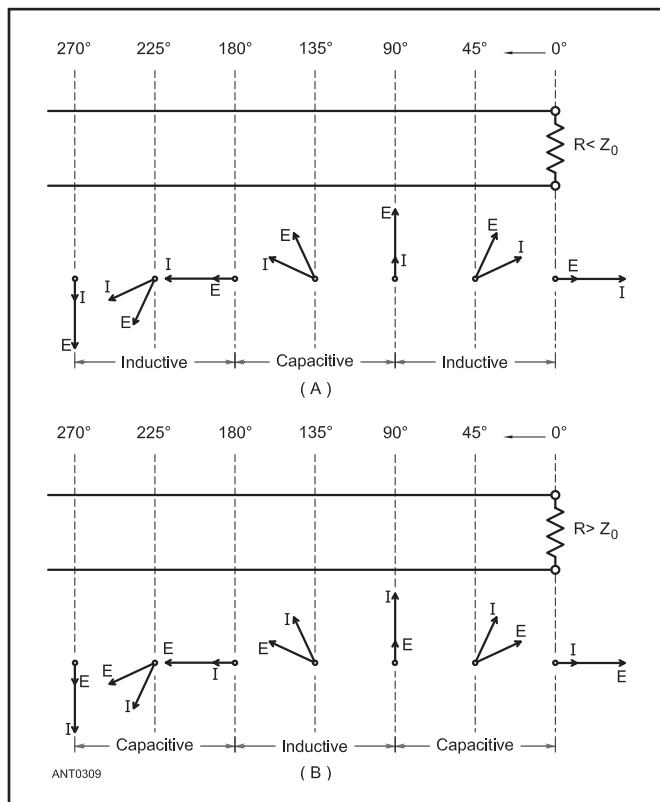 270° 225° 180° 135° 90° 45° 0°
R< Z0
E E E
I I I
I I E E I
I E I
E
Inductive Capacitive Inductive
( A )
270° 225° 180° 135° 90° 45° 0°
R> Z0
I I I
E E E
E E I I E
E I E
I
Capacitive Inductive Capacitive
ANT0309
( B )